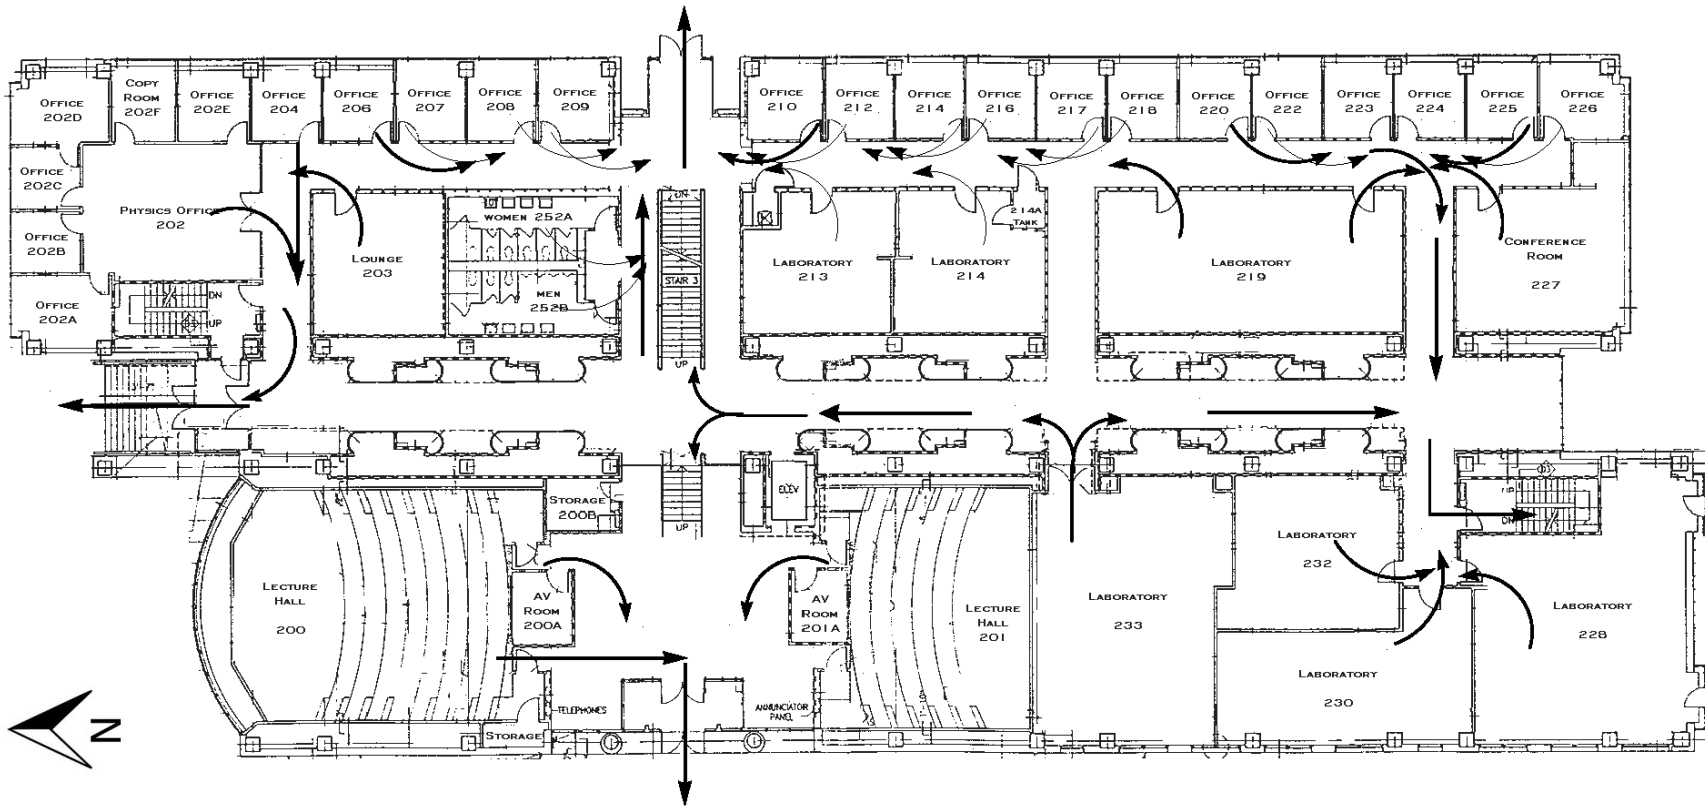 OFFICE
202D
COPY
ROOM
202F
OFFICE
202E
OFFICE
204
OFFICE
206
OFFICE
207
OFFICE
208
OFFICE
209
OFFICE
210
OFFICE
212
OFFICE
214
OFFICE
216
OFFICE
217
OFFICE
218
OFFICE
220
OFFICE
222
OFFICE
223
OFFICE
224
OFFICE
225
OFFICE
226
OFFICE
202C
PHYSICS OFFICE
202
OFFICE
202B
OFFICE
202A
DN
UP
LOUNGE
203
WOMEN 252A
MEN
252B
DN
STAIR 3
UP
LABORATORY
213
LABORATORY
214
214A
TANK
LABORATORY
219
CONFERENCE
ROOM
227
STORAGE
200B
UP
ELEV
UP
DN
LECTURE
HALL
200
AV
ROOM
200A
AV
ROOM
201A
LECTURE
HALL
201
LABORATORY
233
LABORATORY
232
LABORATORY
228
LABORATORY
230
TELEPHONES
ANNUNCIATOR
PANEL
STORAGE
N